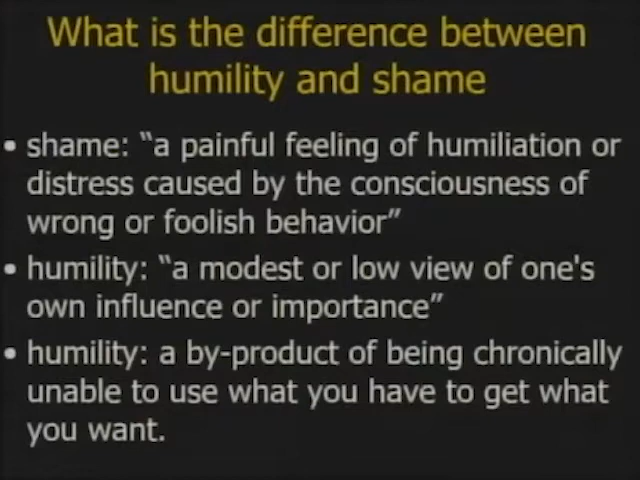 What is the difference between
humility and shame
• shame: “a painful feeling of humiliation or
distress caused by the consciousness of
wrong or foolish behavior”
• humility: “a modest or low view of one's
own influence or importance”
• humility: a by-product of being chronically
unable to use what you have to get what
you want.